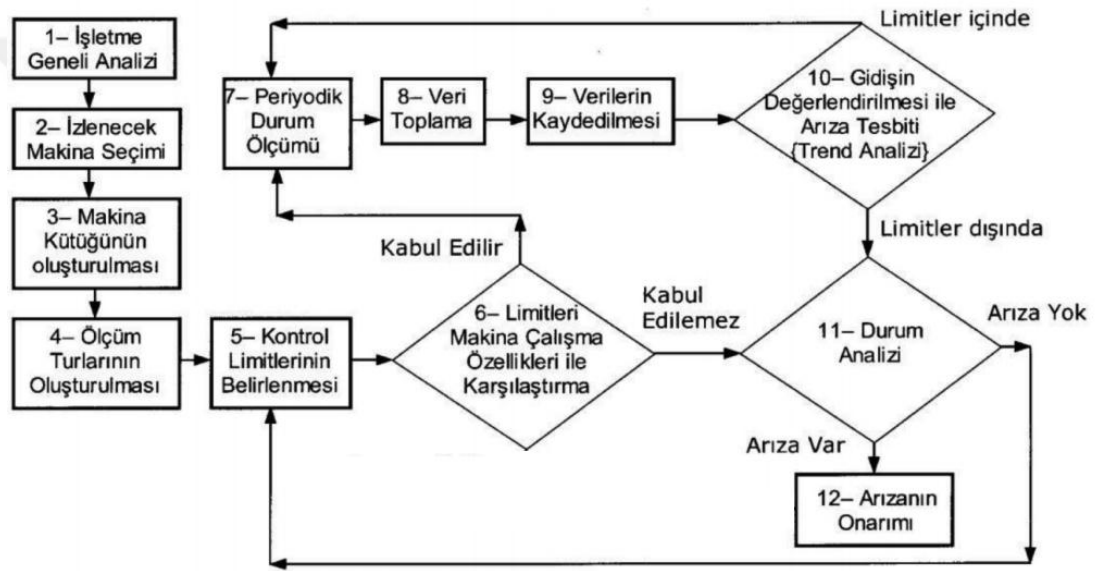 1– İşletme
Geneli Analizi
2– İzlenecek
Makina Seçimi
3– Makina
Kütüğünün
oluşturulması
4– Ölçüm
Turlarının
Oluşturulması
5– Kontrol
Limitlerinin
Belirlenmesi
6– Limitleri
Makina Çalışma
Özellikleri ile
Karşılaştırma
Kabul Edilir
Kabul
Edilemez
7– Periyodik
Durum
Ölçümü
8– Veri
Toplama
9– Verilerin
Kaydedilmesi
10– Gidişin
Değerlendirilmesi ile
Arıza Tesbiti
{Trend Analizi}
Limitler içinde
Limitler dışında
11– Durum
Analizi
Arıza Yok
Arıza Var
12– Arızanın
Onarımı